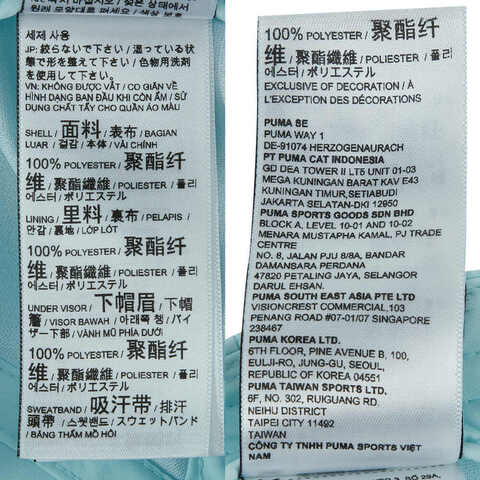 세제 사용
JP: 絞らないで下さい / 湿っている状
態で形を整えて下さい / 色物用洗剤
使わないで下さい
VN: KHÔNG ĐƯỢC VẮT / CO GIÃN VỀ
HÌNH DẠNG BAN ĐẦU KHI CÒN ẨM / SỬ
DỤNG CHẤT TẨY CHO QUẦN ÁO MÀU
SHELL / 面料 / 表布 / BAGIAN
LUAR / 겉감 / 本体 / VẢI CHÍNH
100% POLYESTER / 聚酯纤
维 / 聚酯纖維 / POLIESTER / 폴리
에스터 / ポリエステル
LINING / 里料 / 裏布 / PELAPIS /
안감 / 裏地 / LỚP LÓT
100% POLYESTER / 聚酯纤
维 / 聚酯纖維 / POLIESTER / 폴리
에스터 / ポリエステル
UNDER VISOR / 下帽眉 / 下帽
簷 / VISOR BAWAH / 아래쪽 챙 / バイ
ザー下部 / VÀNH MŨ PHÍA DƯỚI
100% POLYESTER / 聚酯纤
维 / 聚酯纖維 / POLIESTER / 폴리
에스터 / ポリエステル
SWEATBAND / 吸汗带 / 排汗
頭帶 / スウェットバンド /
BĂNG THẤM MỒ HÔI
100% POLYESTER / 聚酯纤
维 / 聚酯纖維 / POLIESTER / 폴리
에스터 / ポリエステル
EXCLUSIVE OF DECORATION / À
L'EXCEPTION DES DÉCORATIONS
PUMA SE
PUMA WAY 1
DE-91074 HERZOGENAURACH
PT PUMA CAT INDONESIA
GD DEA TOWER II LT5 UNIT 01-03
MEGA KUNINGAN BARAT KAV E43
KUNINGAN TIMUR,SETIABUDI
JAKARTA SELATAN-DKI 12950
PUMA SPORTS GOODS SDN BHD
BLOCK A, LEVEL 10-01 AND 10-02
MENARA MUSTAPHA KAMAL, PJ TRADE
CENTRE
NO. 8, JALAN PJU 8/8A, BANDAR
DAMANSARA PERDANA
47820 PETALING JAYA, SELANGOR
DARUL EHSAN.
PUMA SOUTH EAST ASIA PTE LTD
VISIONCREST COMMERCIAL,103
PENANG ROAD #07-01/07 SINGAPORE
238467
PUMA KOREA LTD.
6TH FLOOR, PINE AVENUE B, 100,
EULJI-RO, JUNG-GU, SEOUL,
REPUBLIC OF KOREA 04551
PUMA TAIWAN SPORTS LTD.
6F, NO. 302, RUIGUANG RD.
NEIHU DISTRICT
TAIPEI CITY 11492
TAIWAN
CÔNG TY TNHH PUMA SPORTS VIỆT
NAM